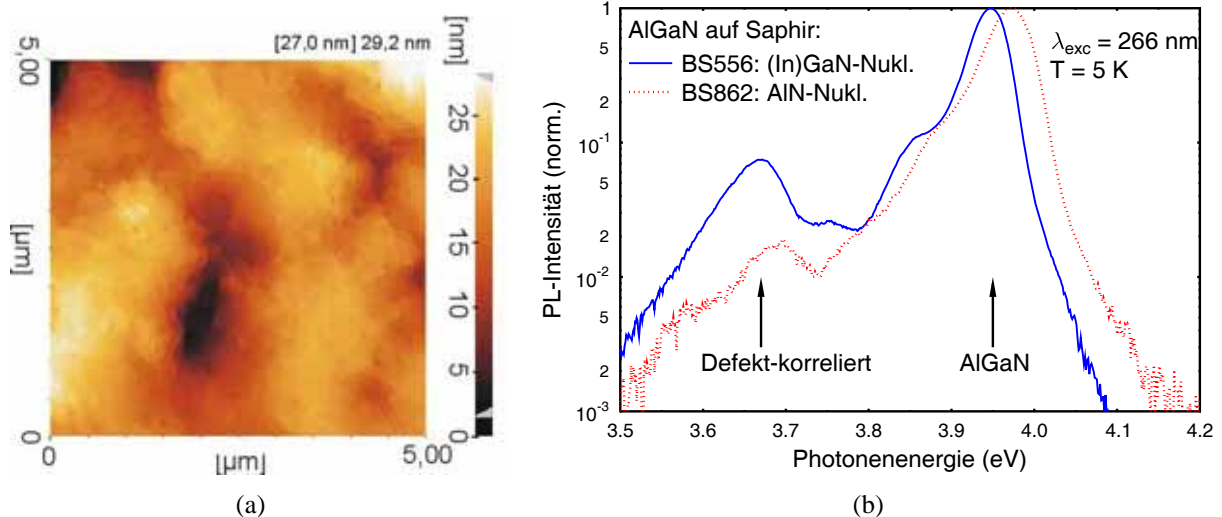 [27,0 nm] 29,2 nm
[nm]
5,00
25
20
15
10
5
0
[µm]
0
0
[µm]
5,00
(a)
AlGaN auf Saphir:
BS556: (In)GaN-Nukl.
BS862: AlN-Nukl.
λexc = 266 nm
T = 5 K
PL-Intensität (norm.)
1
5
2
10-1
5
2
10-2
5
2
10-3
Defekt-korreliert
AlGaN
3.5 3.6 3.7 3.8 3.9 4.0 4.1 4.2
Photonenenergie (eV)
(b)